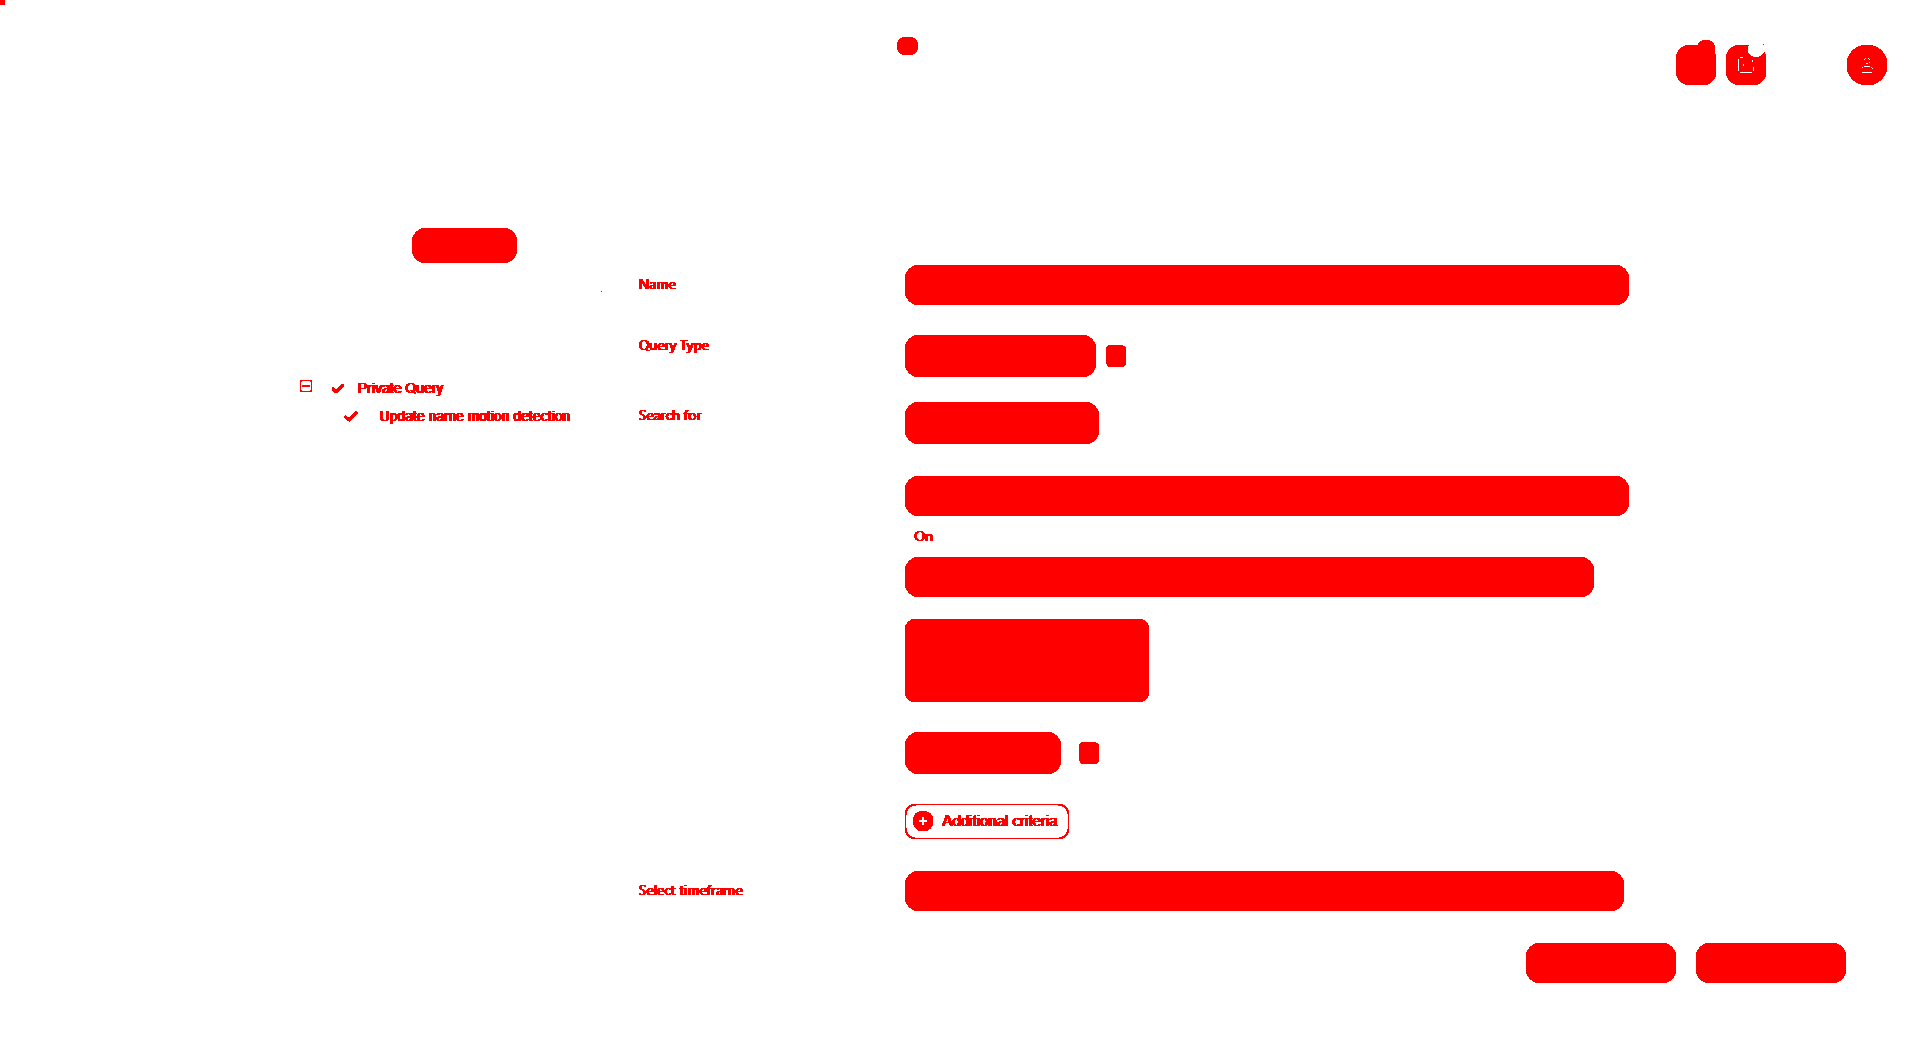 Name
Query Type
Private Query
Update name motion detection
Search for
On
Additional criteria
Select timeframe